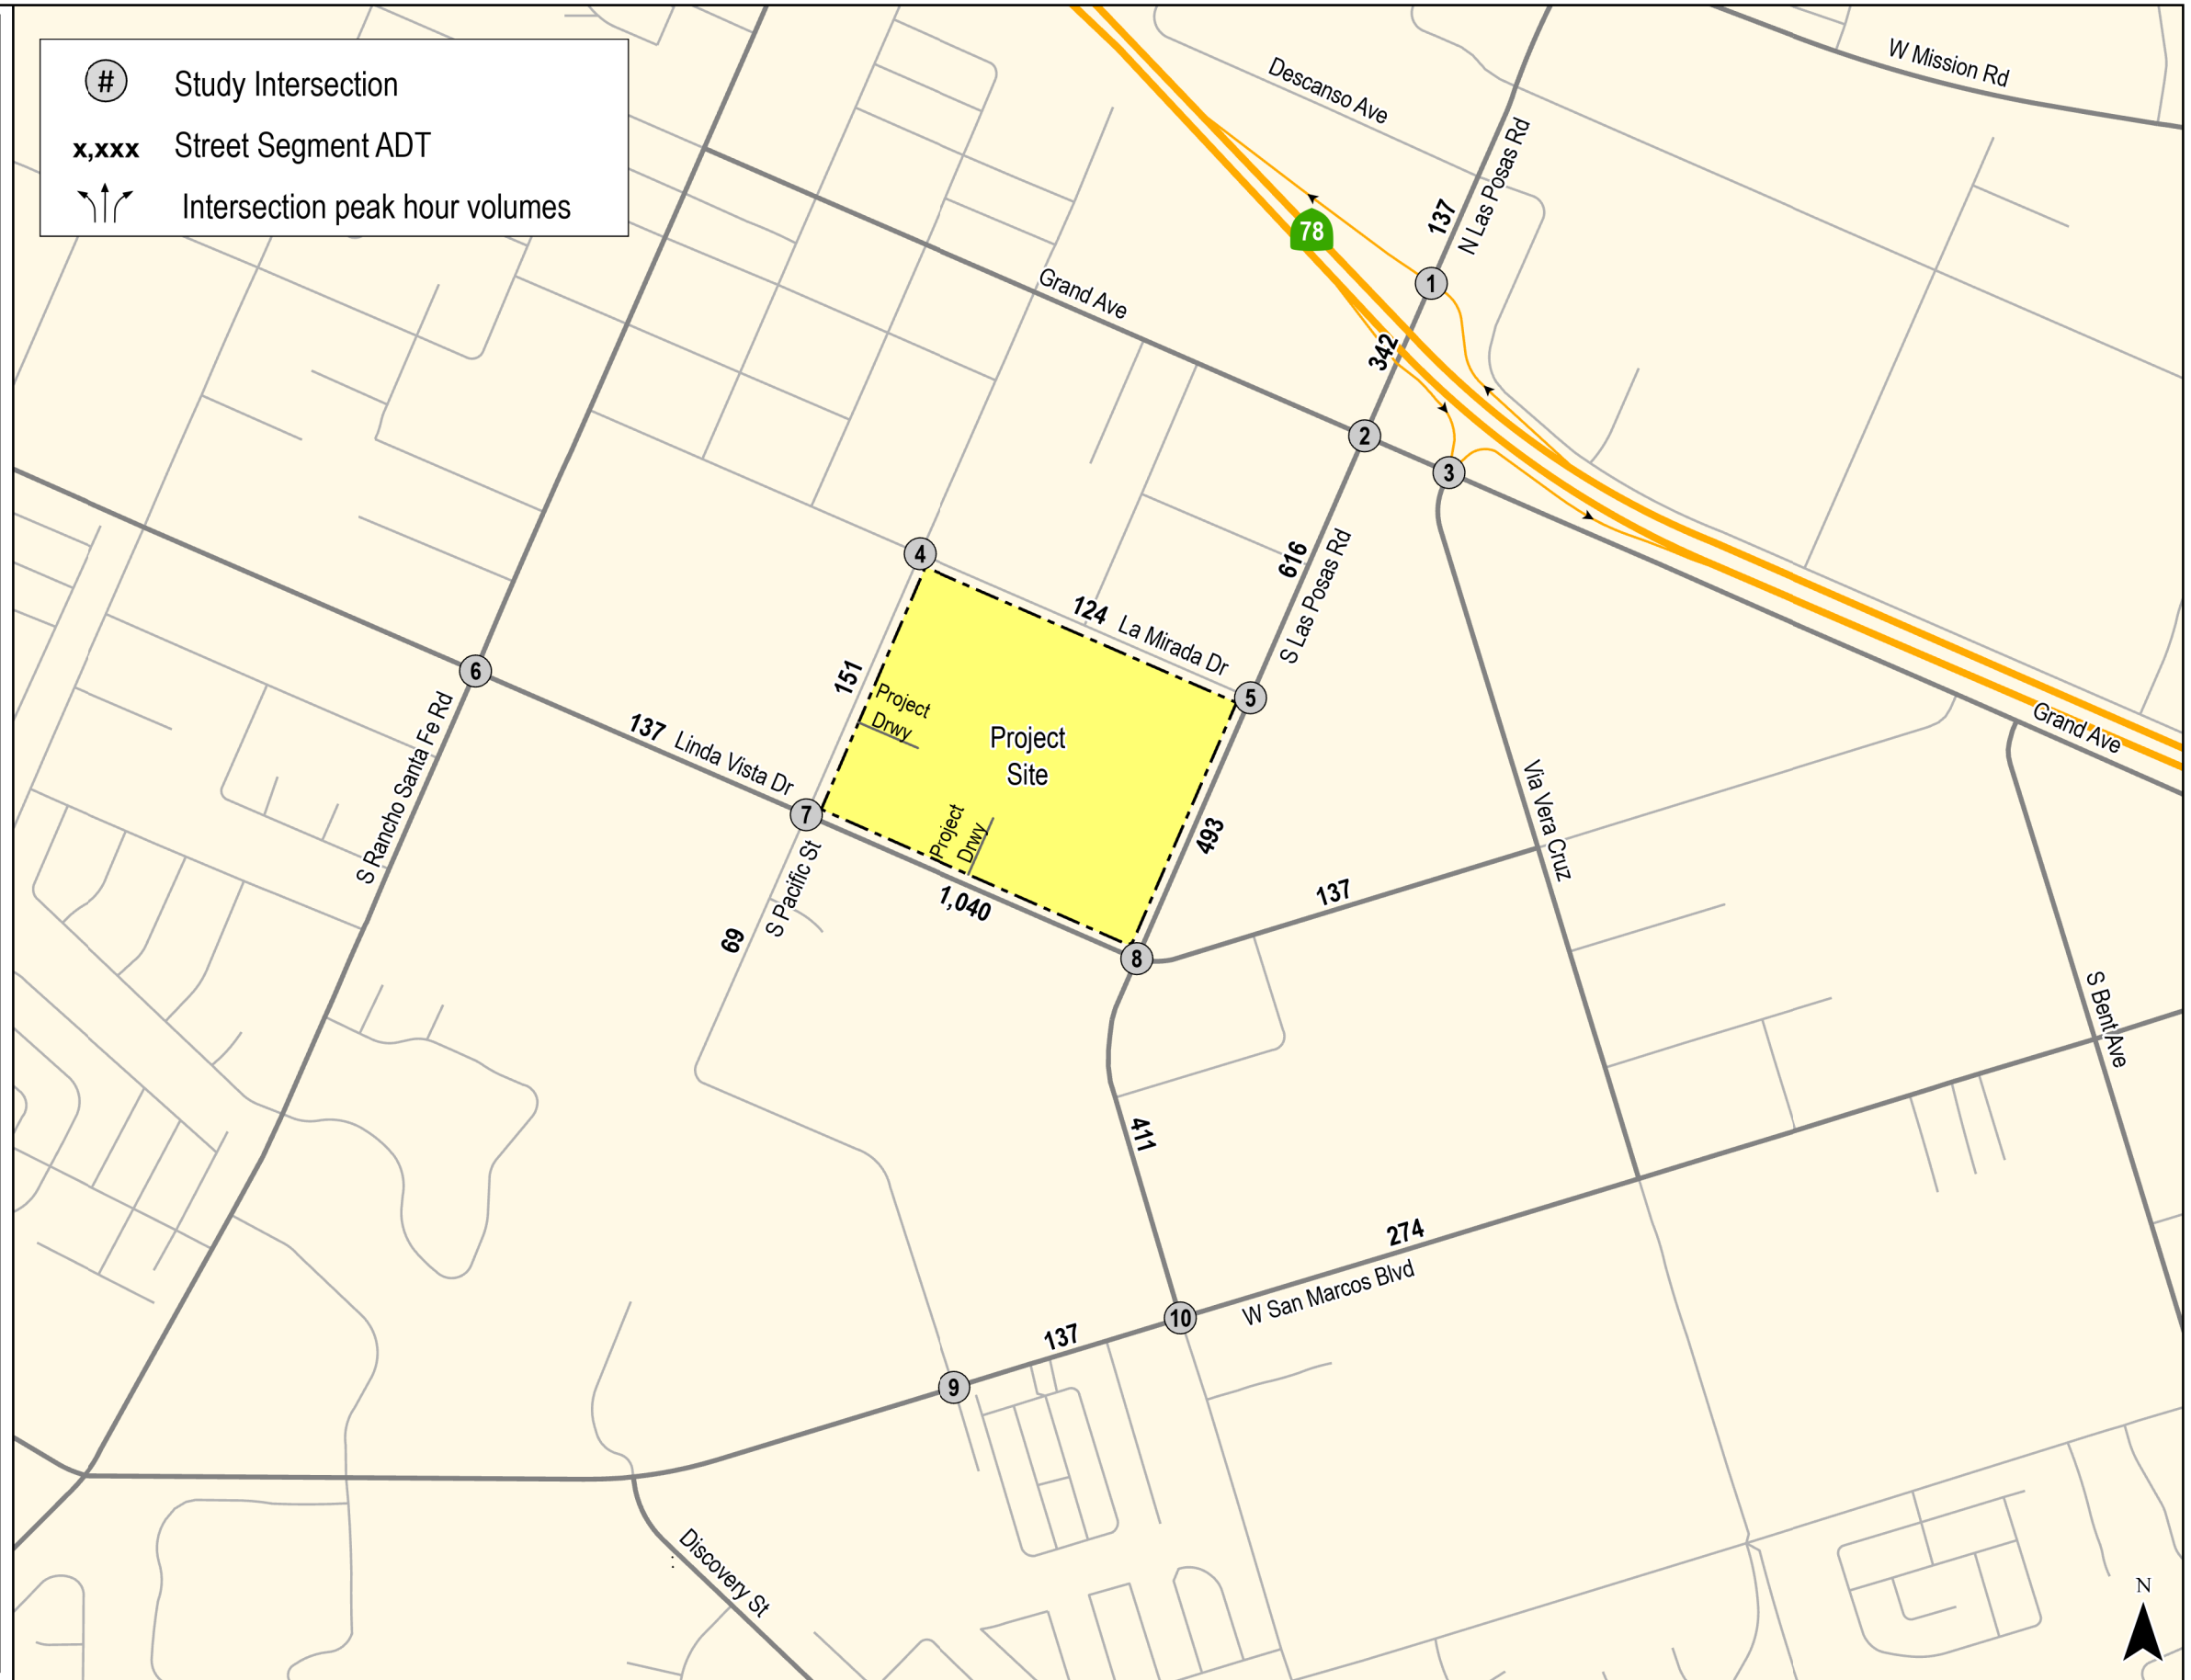 # Study Intersection
x,xxx Street Segment ADT
Intersection peak hour volumes
W Mission Rd
Descanso Ave
N Las Posas Rd
137
78
1
Grand Ave
342
2
3
616
S Las Posas Rd
4
124 La Mirada Dr
5
151
Project
Drwy
Project
Site
6
137 Linda Vista Dr
S Rancho Santa Fe Rd
7
Project
Drwy
493
Via Vera Cruz
Grand Ave
S Pacific St
69
1,040
137
8
S Bent Ave
411
274
W San Marcos Blvd
10
137
9
Discovery St
N